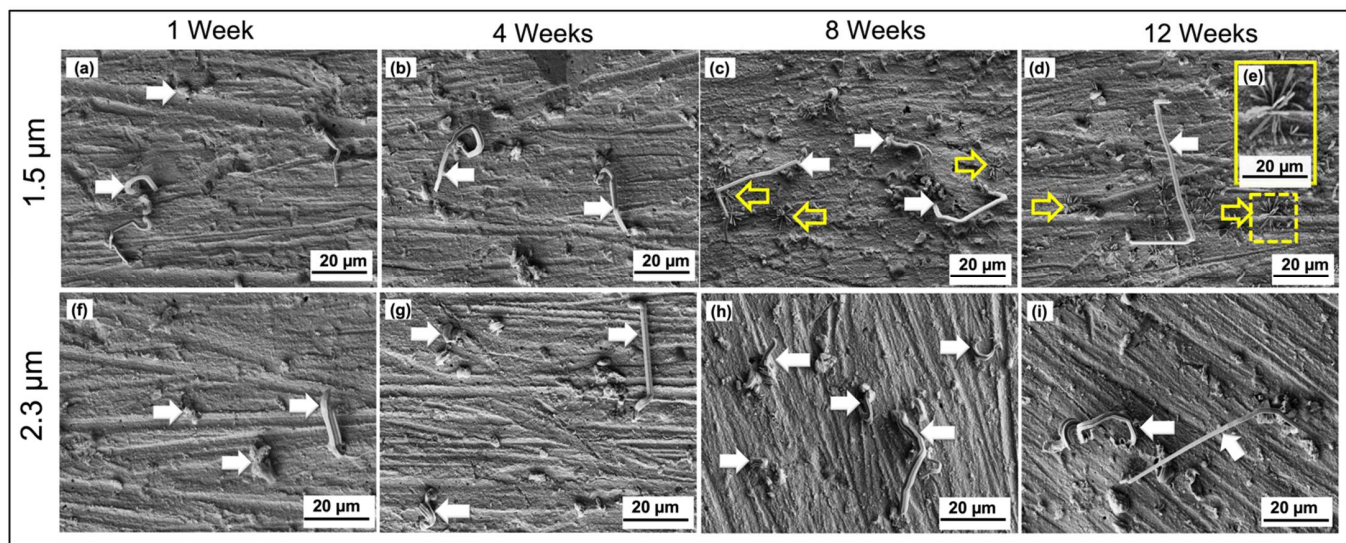 1 Week
4 Weeks
8 Weeks
12 Weeks
1.5 µm
(a)
20 µm
(b)
20 µm
(c)
20 µm
(d)
(e)
20 µm
20 µm
2.3 µm
(f)
20 µm
(g)
20 µm
(h)
20 µm
(i)
20 µm